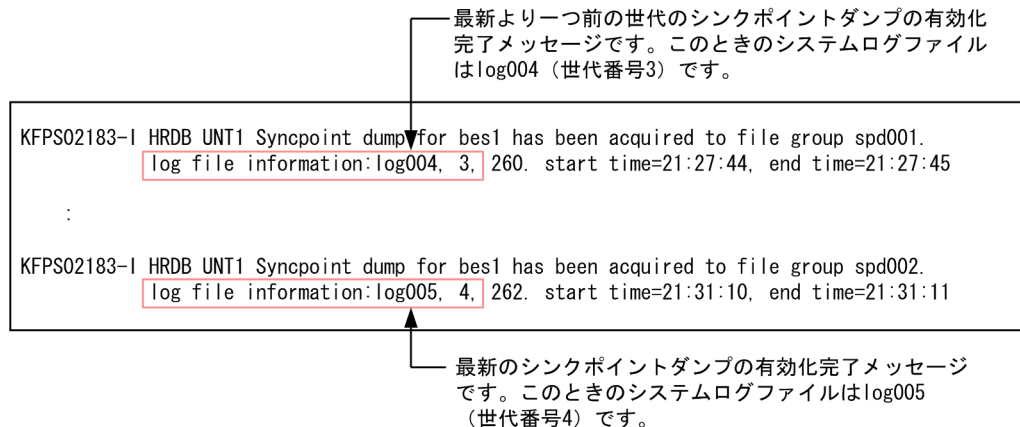 最新より一つ前の世代のシンクポイントダンプの有効化
完了メッセージです。このときのシステムログファイル
はlog004（世代番号3）です。
KFPS02183-I HRDB UNT1 Syncpoint dump for bes1 has been acquired to file group spd001.
log file information:log004, 3, 260. start time=21:27:44, end time=21:27:45
:
KFPS02183-I HRDB UNT1 Syncpoint dump for bes1 has been acquired to file group spd002.
log file information:log005, 4, 262. start time=21:31:10, end time=21:31:11
最新のシンクポイントダンプの有効化完了メッセージ
です。このときのシステムログファイルはlog005
（世代番号4）です。